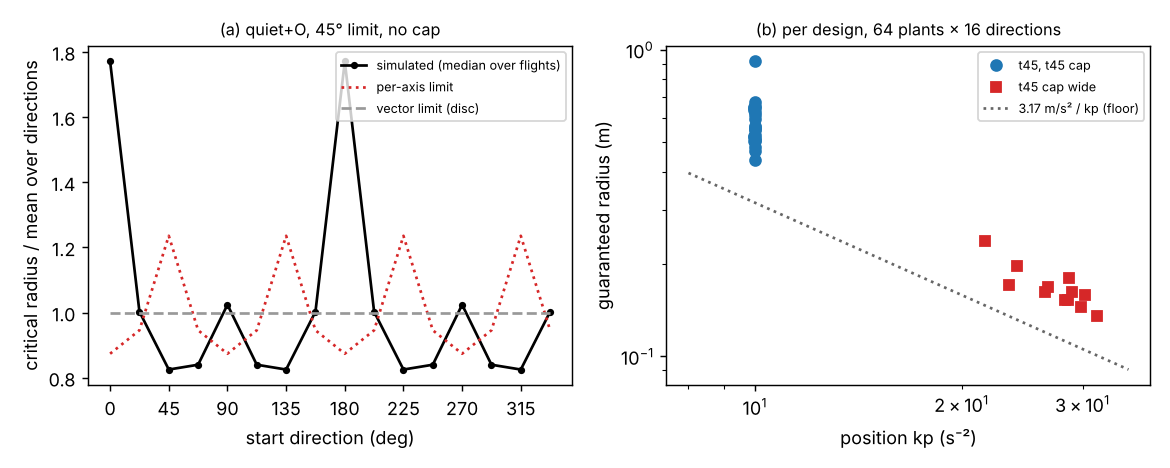 (a) quiet+O, 45° limit, no cap
critical radius / mean over directions
1.8
1.6
1.4
1.2
1.0
0.8
simulated (median over flights)
per-axis limit
vector limit (disc)
0 45 90 135 180 225 270 315
start direction (deg)
(b) per design, 64 plants × 16 directions
guaranteed radius (m)
10⁰
10⁻¹
t45, t45 cap
t45 cap wide
3.17 m/s² / kp (floor)
10¹ 2 × 10¹ 3 × 10¹
position kp (s⁻²)